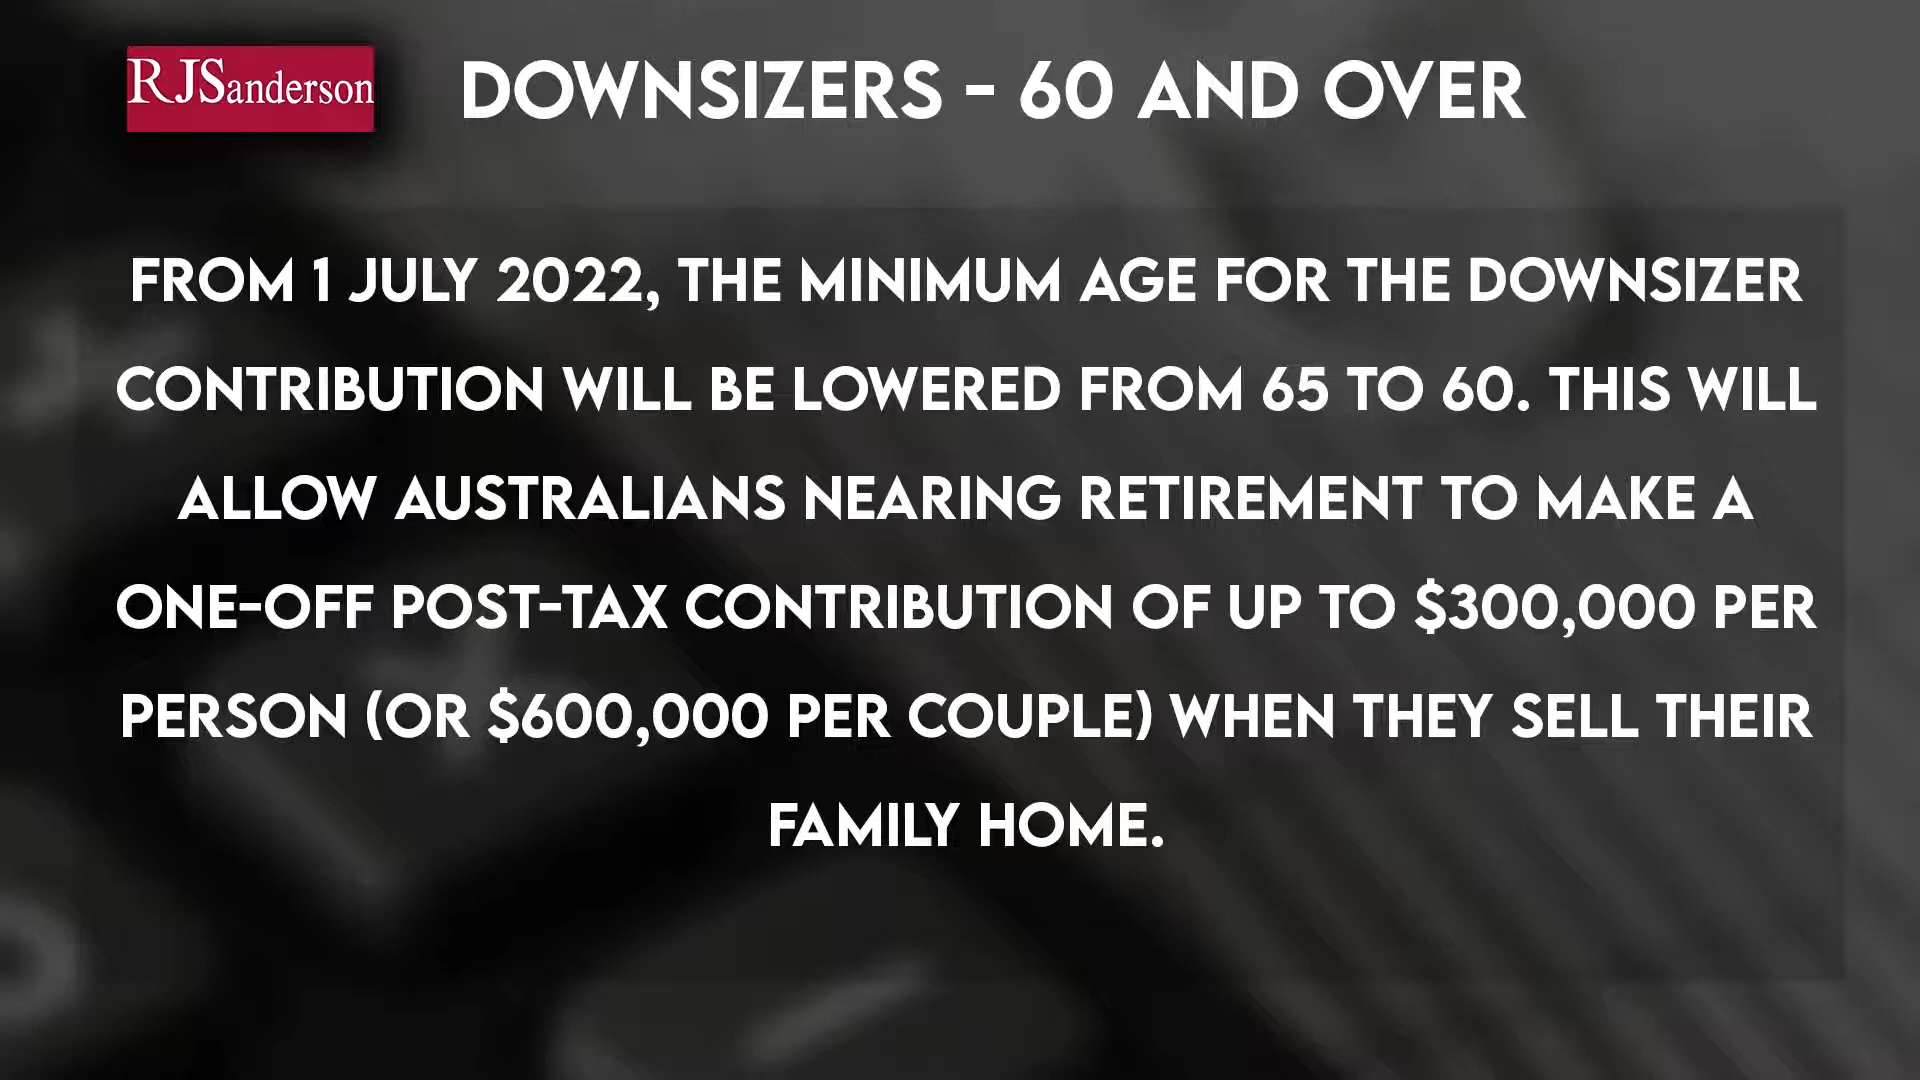 RJSanderson
DOWNSIZERS - 60 AND OVER
FROM 1 JULY 2022, THE MINIMUM AGE FOR THE DOWNSIZER
CONTRIBUTION WILL BE LOWERED FROM 65 TO 60. THIS WILL
ALLOW AUSTRALIANS NEARING RETIREMENT TO MAKE A
ONE-OFF POST-TAX CONTRIBUTION OF UP TO $300,000 PER
PERSON (OR $600,000 PER COUPLE) WHEN THEY SELL THEIR
FAMILY HOME.